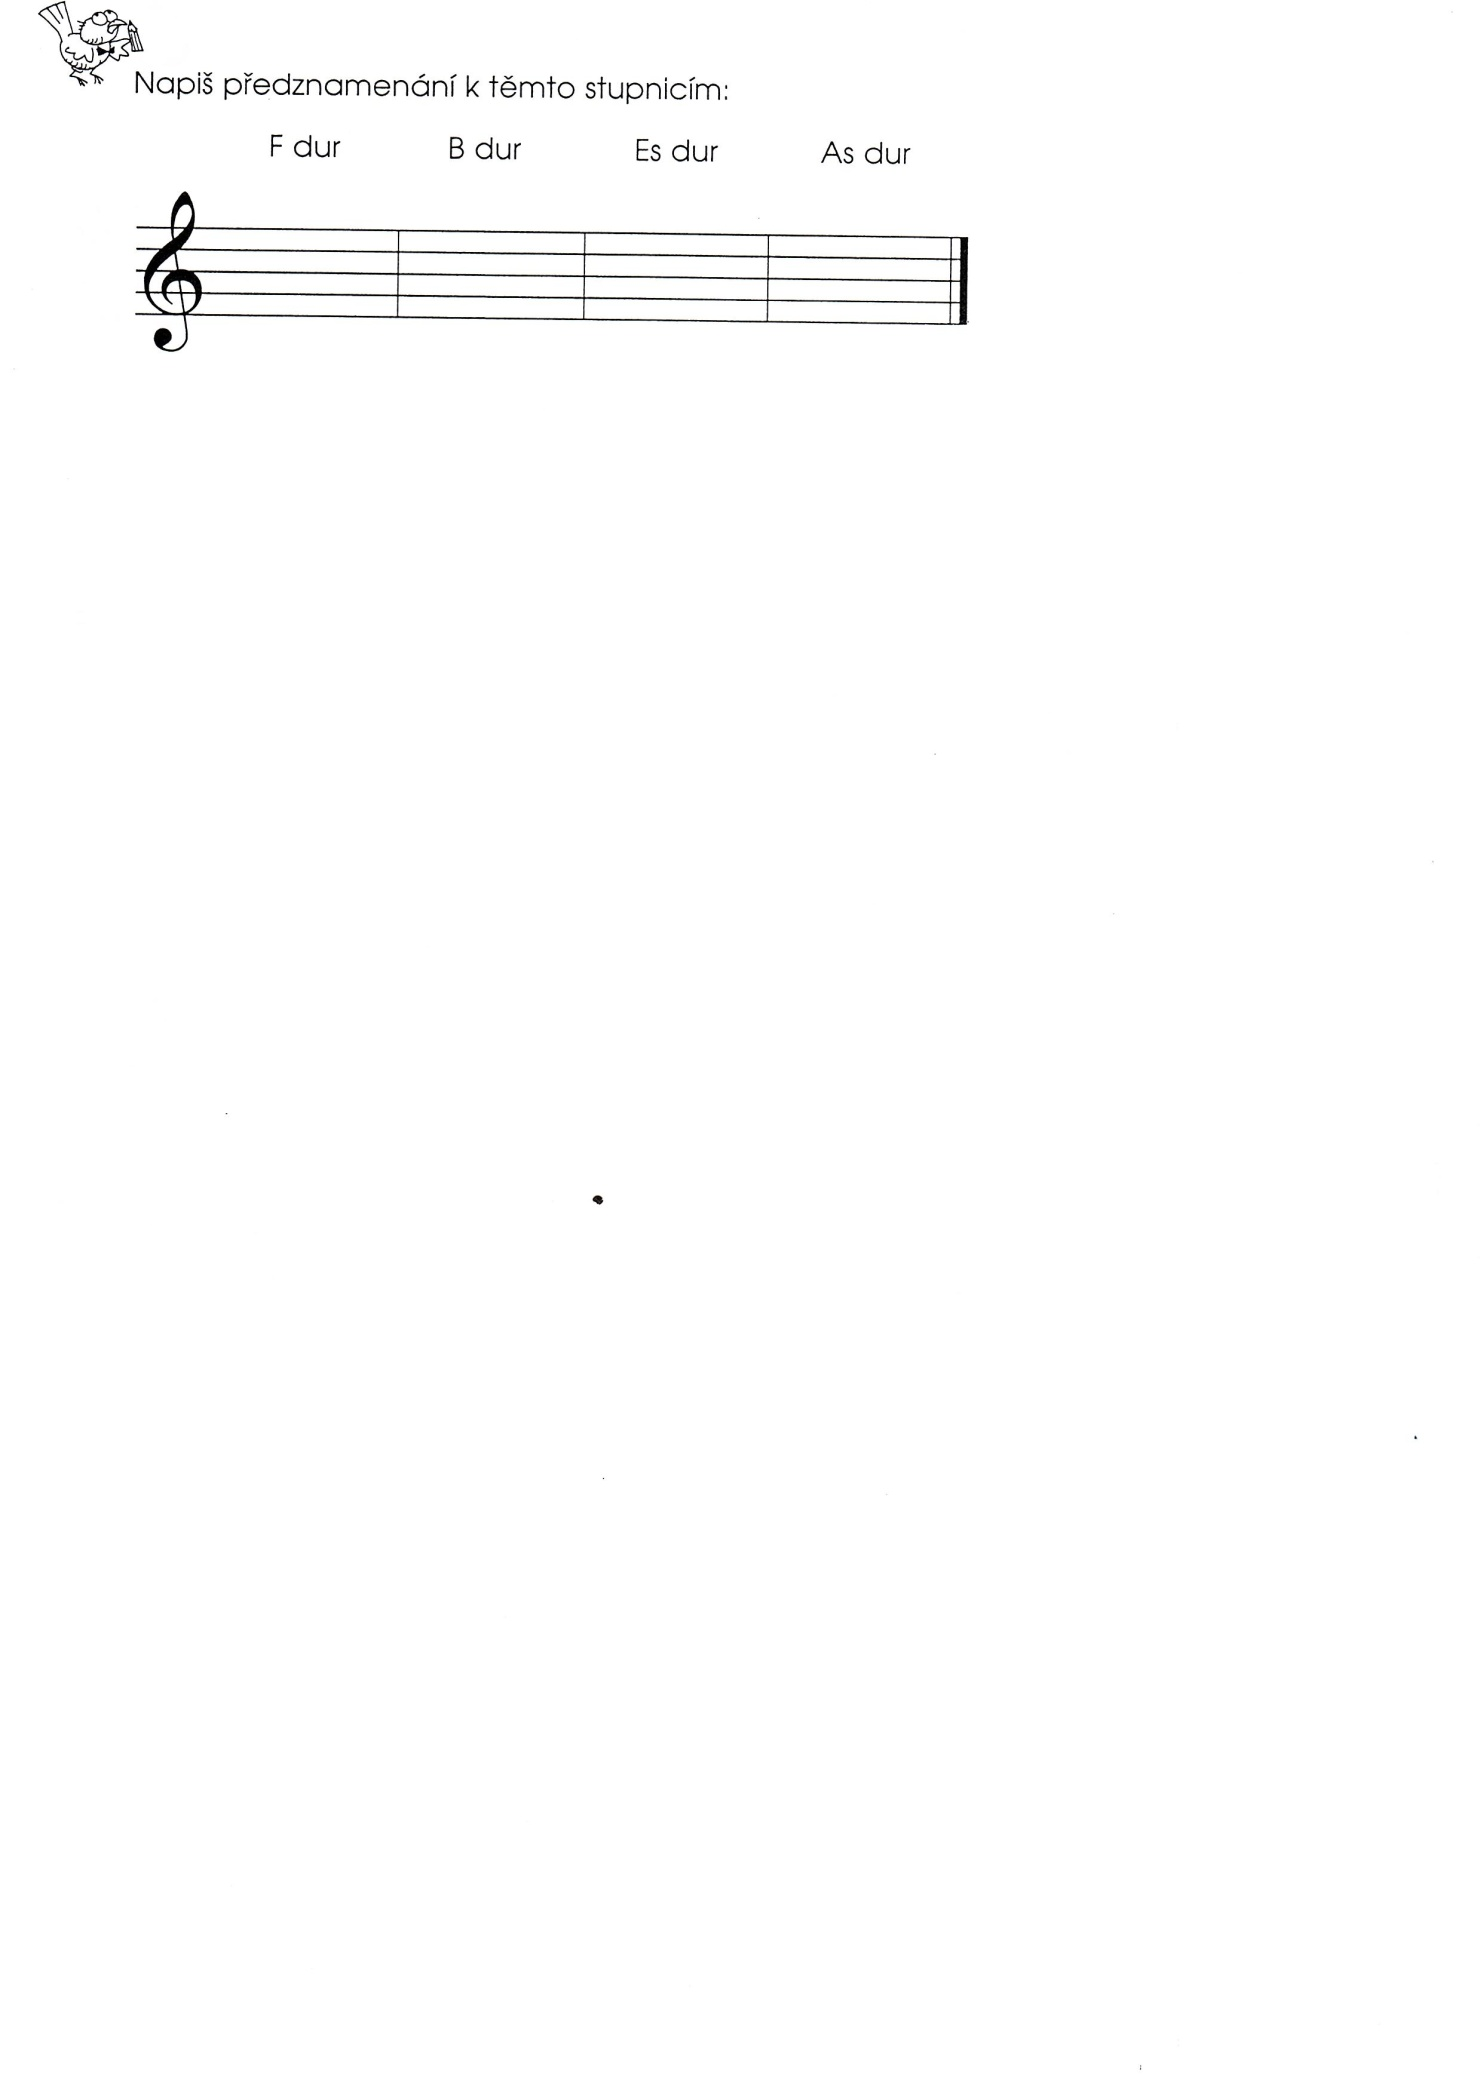 Napiš předznamenání k těmto stupnicím:
F dur B dur Es dur As dur